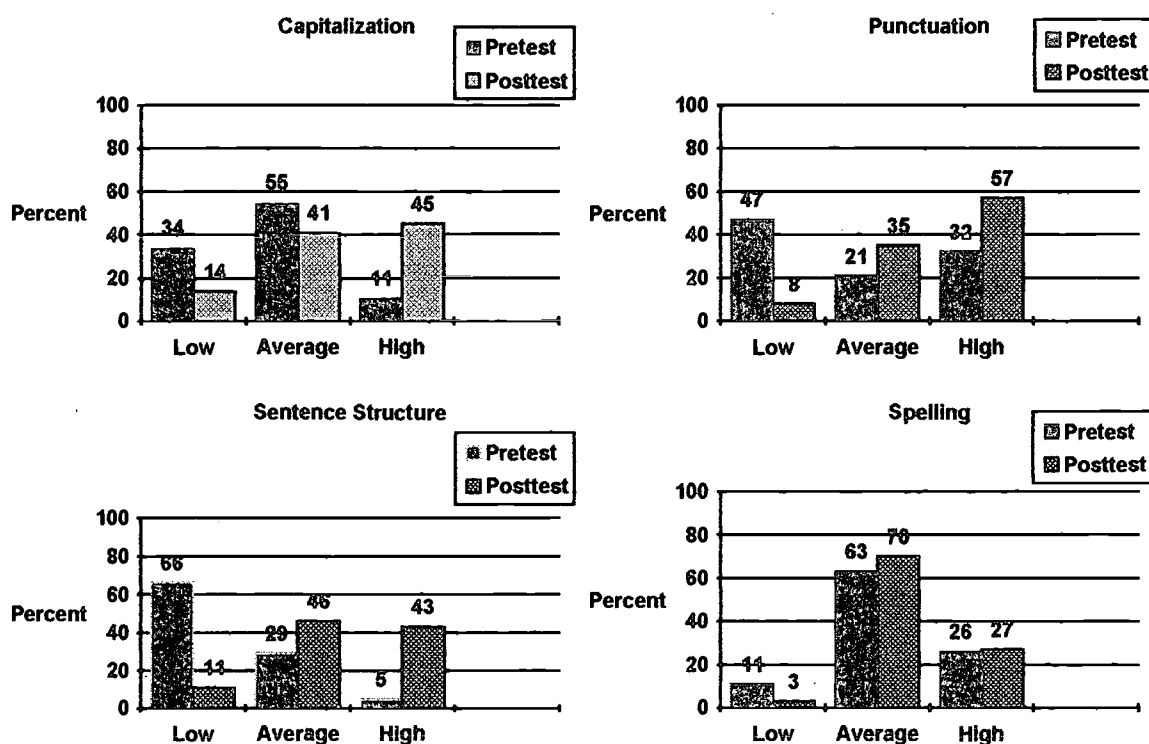 Capitalization
Pretest
Posttest
100
80
60
40
20
0
Percent
34
14
55
41
11
45
Low Average High
Punctuation
Pretest
Posttest
100
80
60
40
20
0
Percent
47
8
21
35
32
57
Low Average High
Sentence Structure
Pretest
Posttest
100
80
60
40
20
0
Percent
66
11
29
46
5
43
Low Average High
Spelling
Pretest
Posttest
100
80
60
40
20
0
Percent
11
3
63
70
26
27
Low Average High